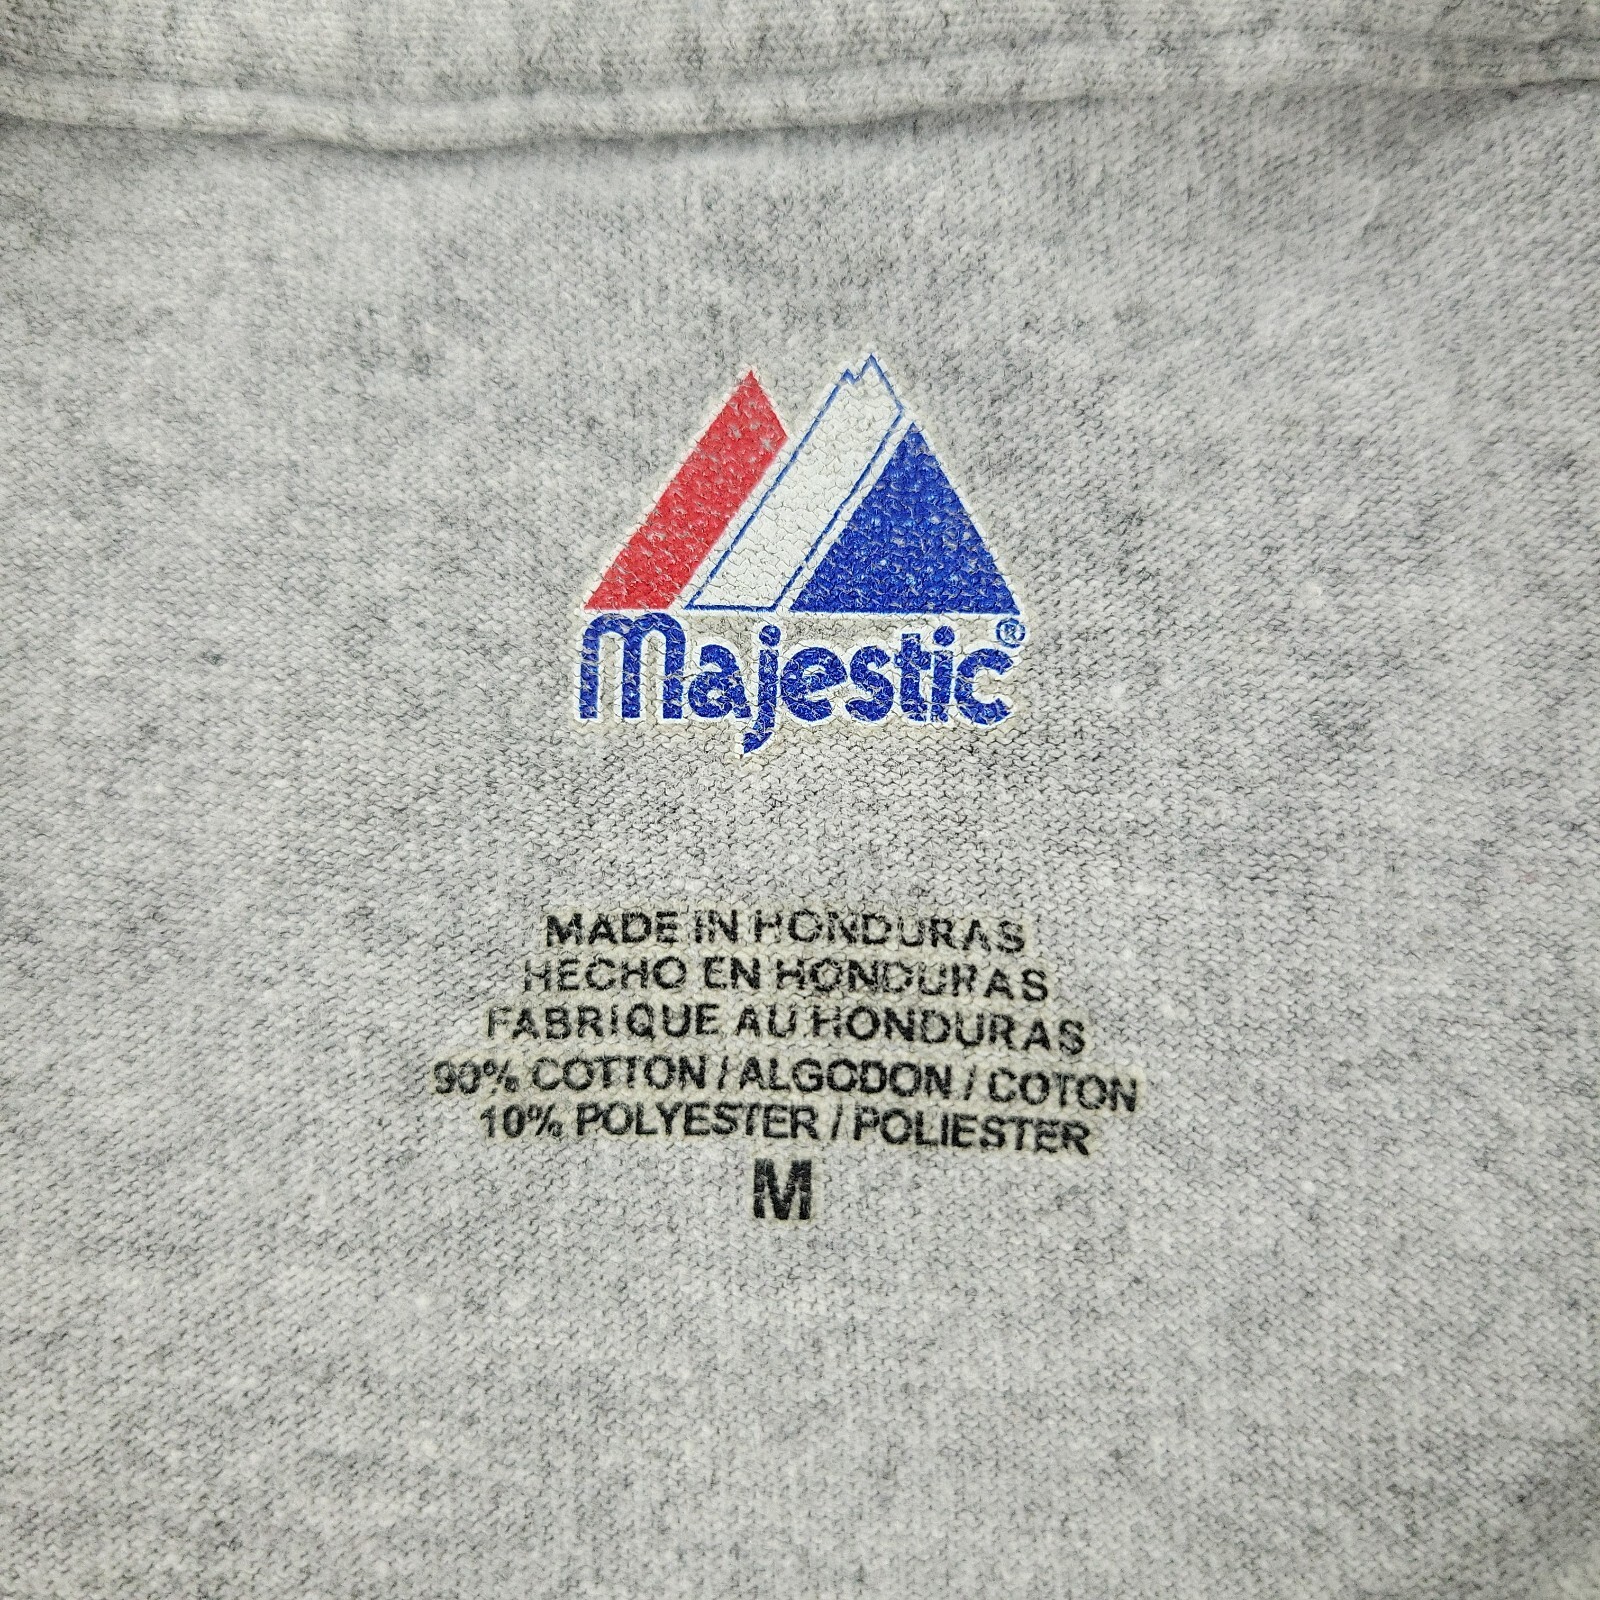 Majestic®
MADE IN HONDURAS
HECHO EN HONDURAS
FABRIQUE AU HONDURAS
90% COTTON / ALGODON / COTON
10% POLYESTER / POLIESTER
M